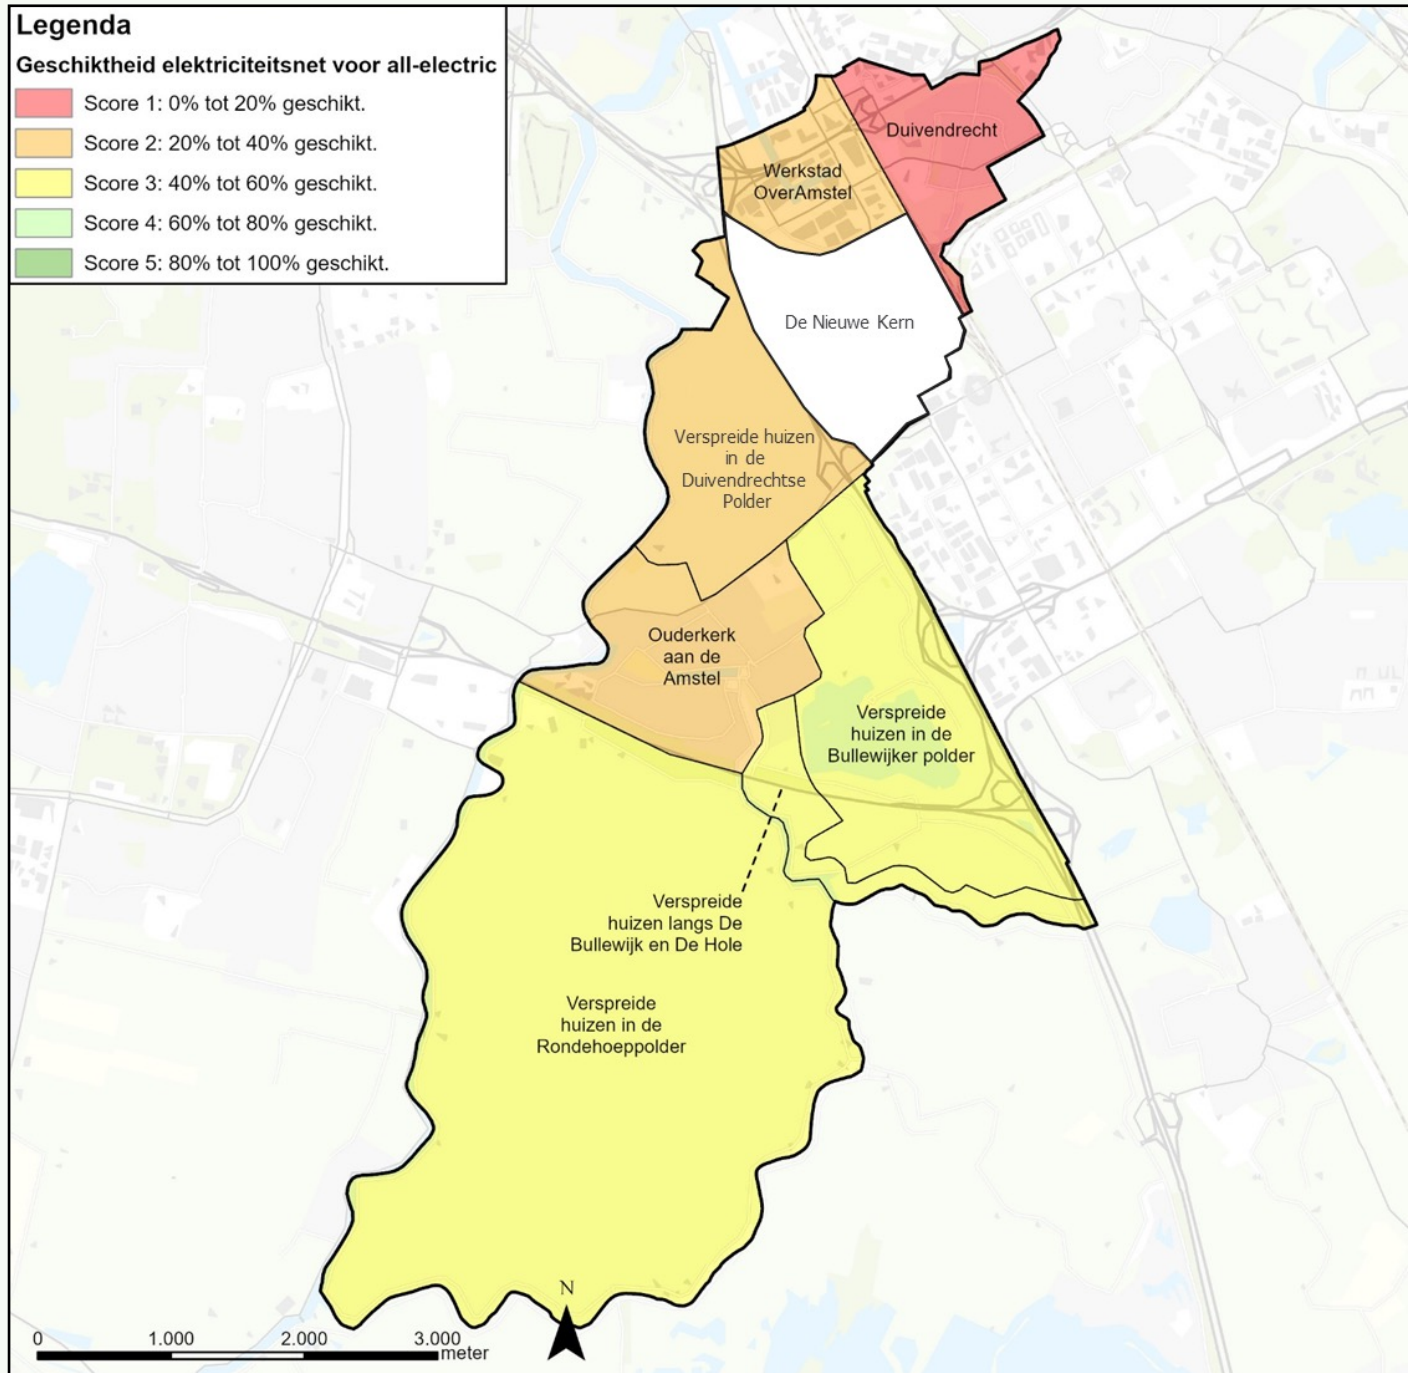 Legenda
Geschiktheid elektriciteitsnet voor all-electric
Score 1: 0% tot 20% geschikt.
Score 2: 20% tot 40% geschikt.
Score 3: 40% tot 60% geschikt.
Score 4: 60% tot 80% geschikt.
Score 5: 80% tot 100% geschikt.
Duivendrecht
Werkstad
OverAmstel
De Nieuwe Kern
Verspreide huizen
in de
Duivendrechtse
Polder
Ouderkerk
aan de
Amstel
Verspreide
huizen in de
Bullewijker polder
Verspreide
huizen langs De
Bullewijk en De Hole
Verspreide
huizen in de
Rondehoeppolder
N
0 1.000 2.000 3.000
meter